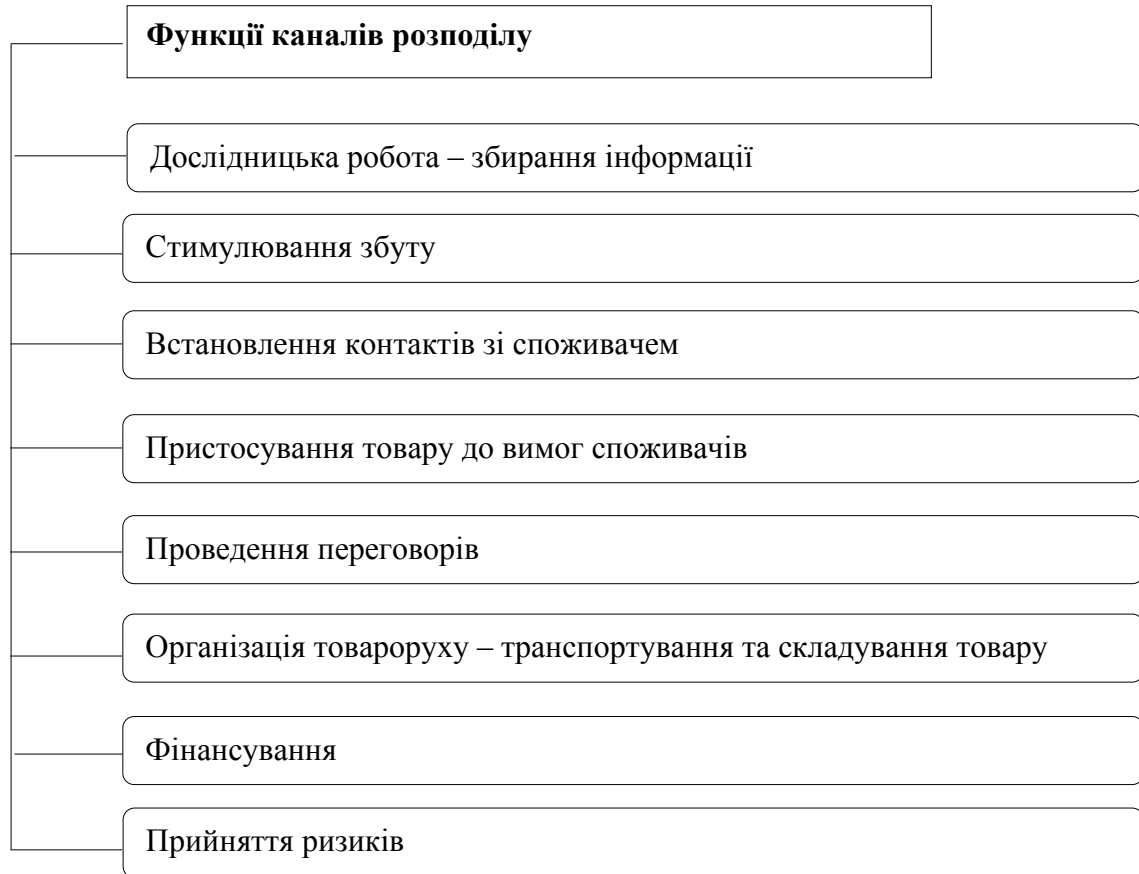 Функції каналів розподілу
Дослідницька робота – збирання інформації
Стимулювання збуту
Встановлення контактів зі споживачем
Пристосування товару до вимог споживачів
Проведення переговорів
Організація товароруху – транспортування та складування товару
Фінансування
Прийняття ризиків